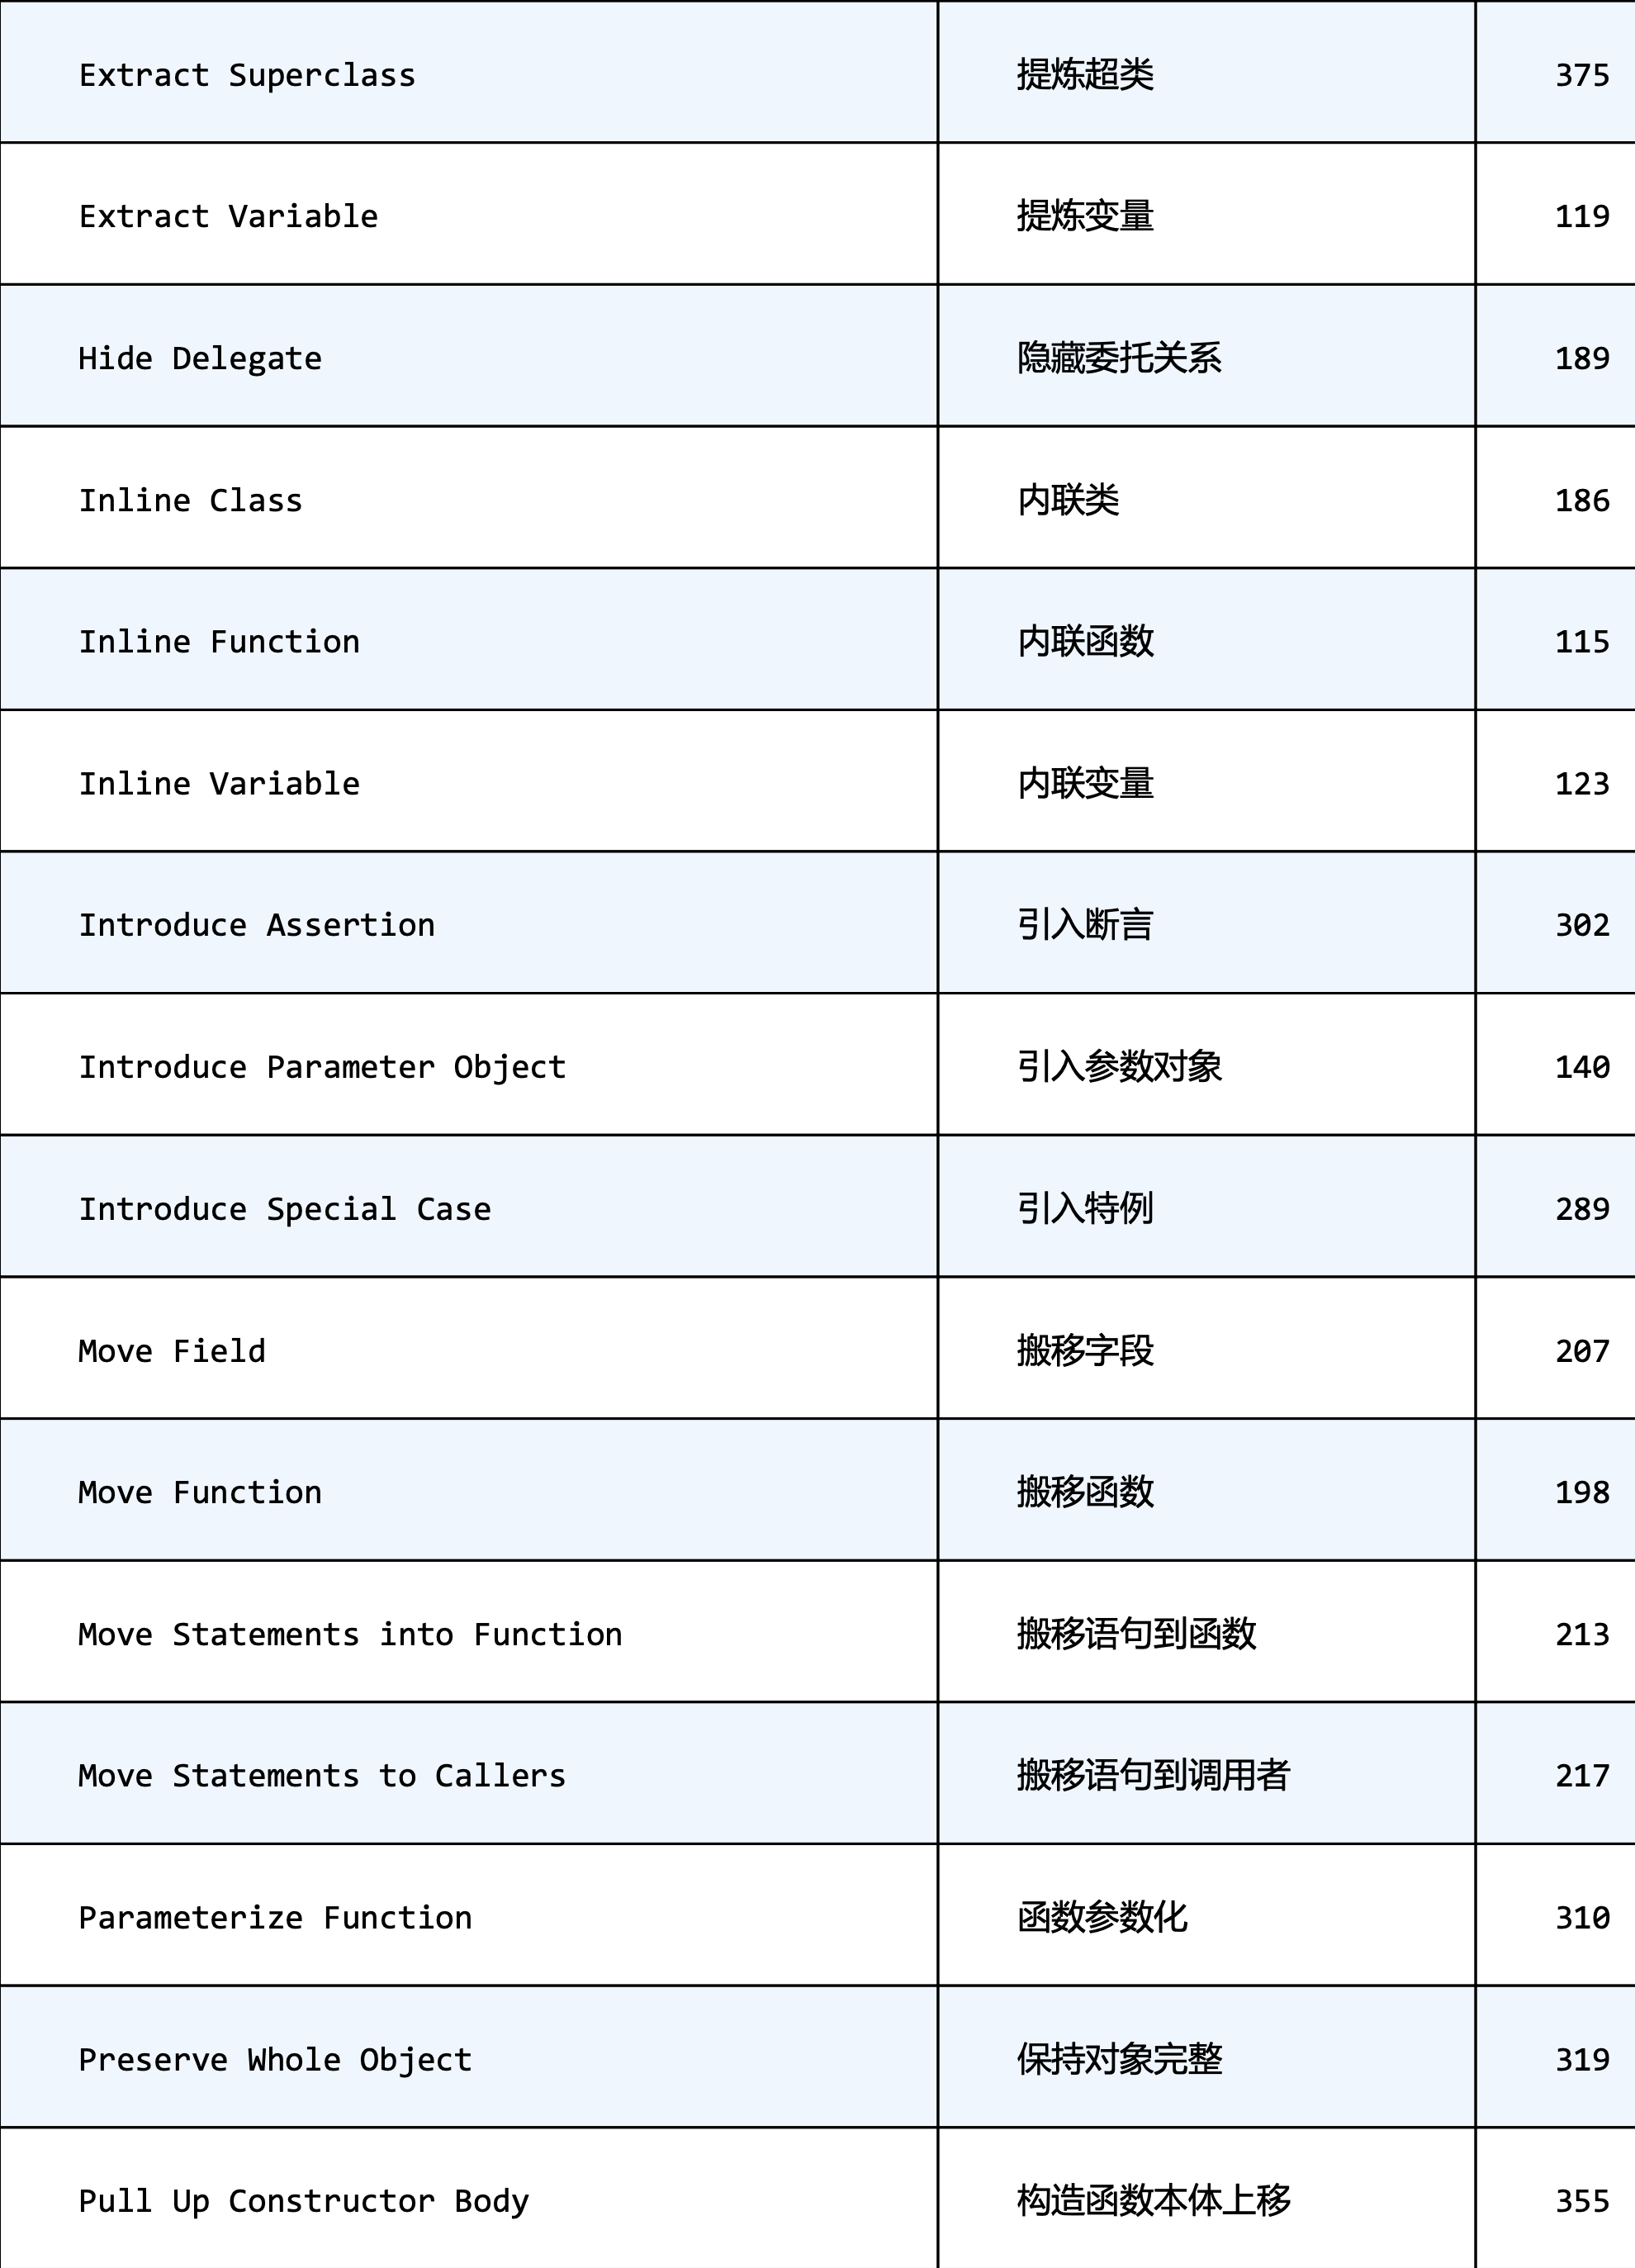 Extract Superclass 提炼超类 375
Extract Variable 提炼变量 119
Hide Delegate 隐藏委托关系 189
Inline Class 内联类 186
Inline Function 内联函数 115
Inline Variable 内联变量 123
Introduce Assertion 引入断言 302
Introduce Parameter Object 引入参数对象 140
Introduce Special Case 引入特例 289
Move Field 搬移字段 207
Move Function 搬移函数 198
Move Statements into Function 搬移语句到函数 213
Move Statements to Callers 搬移语句到调用者 217
Parameterize Function 函数参数化 310
Preserve Whole Object 保持对象完整 319
Pull Up Constructor Body 构造函数本体上移 355